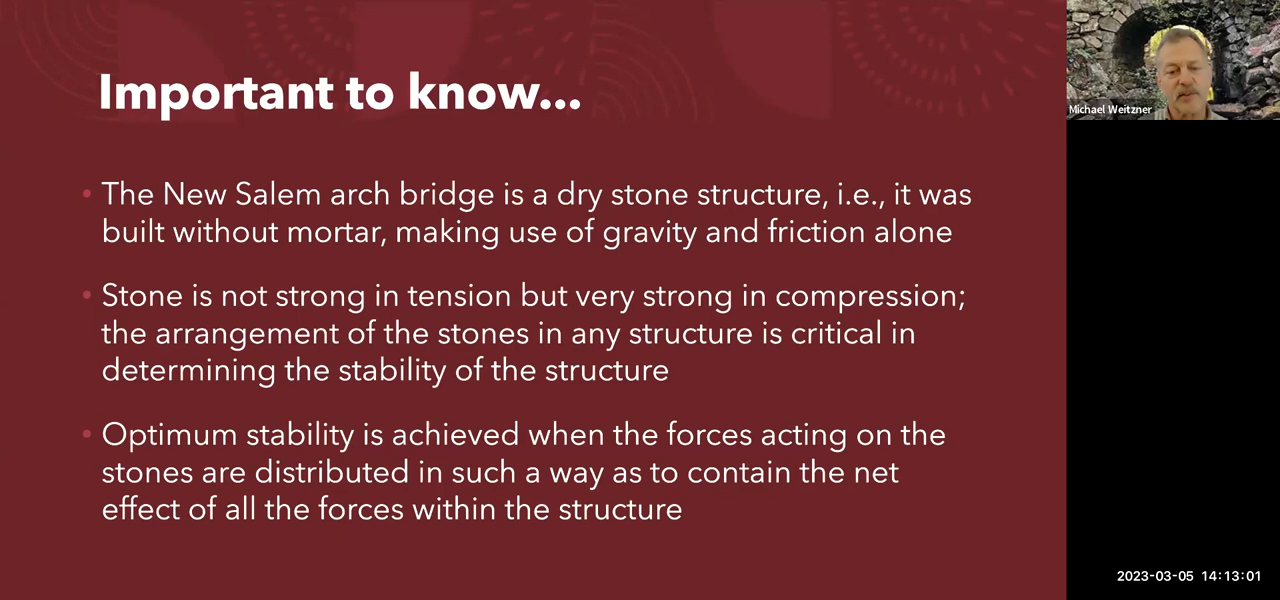 Important to know...
• The New Salem arch bridge is a dry stone structure, i.e., it was
built without mortar, making use of gravity and friction alone
• Stone is not strong in tension but very strong in compression;
the arrangement of the stones in any structure is critical in
determining the stability of the structure
• Optimum stability is achieved when the forces acting on the
stones are distributed in such a way as to contain the net
effect of all the forces within the structure
Michael Weitzner
2023-03-05 14:13:01